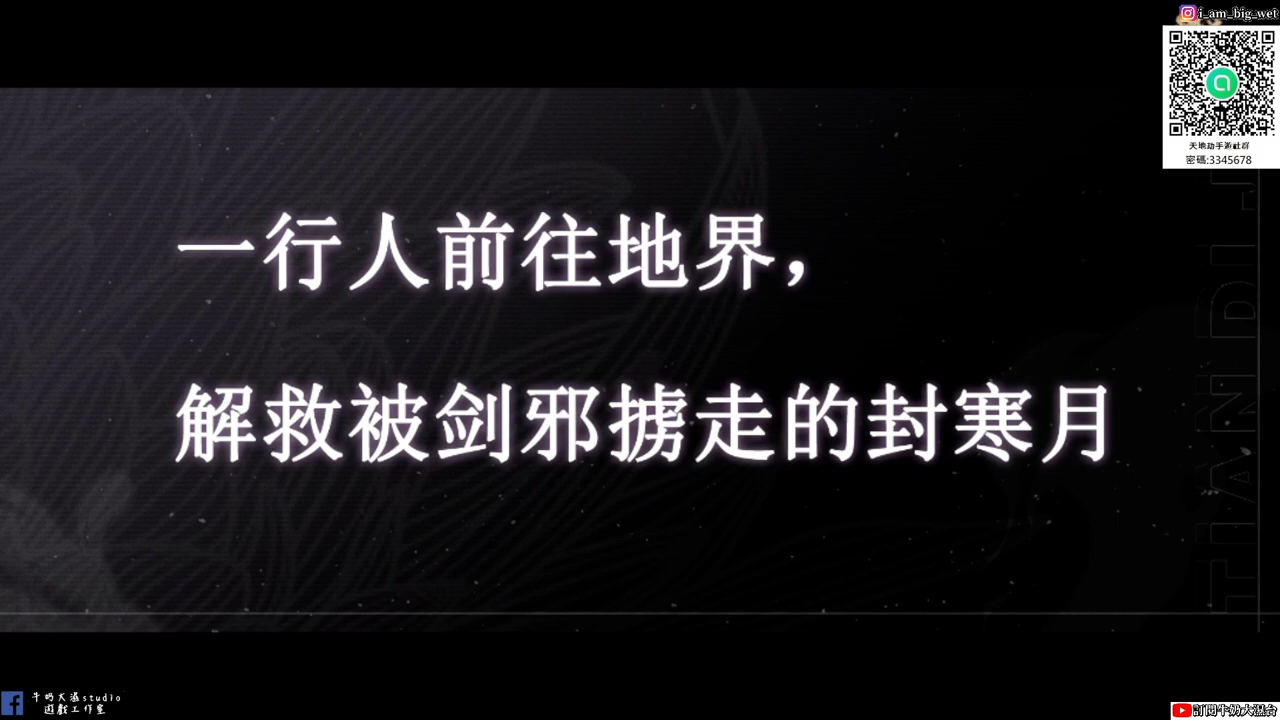 i_am_big_wet
天地劫手遊社群
密碼:3345678
一行人前往地界，
解救被剑邪掳走的封寒月
TIAN DI J
牛奶大濕studio
遊戲工作室
訂閱牛奶大濕台